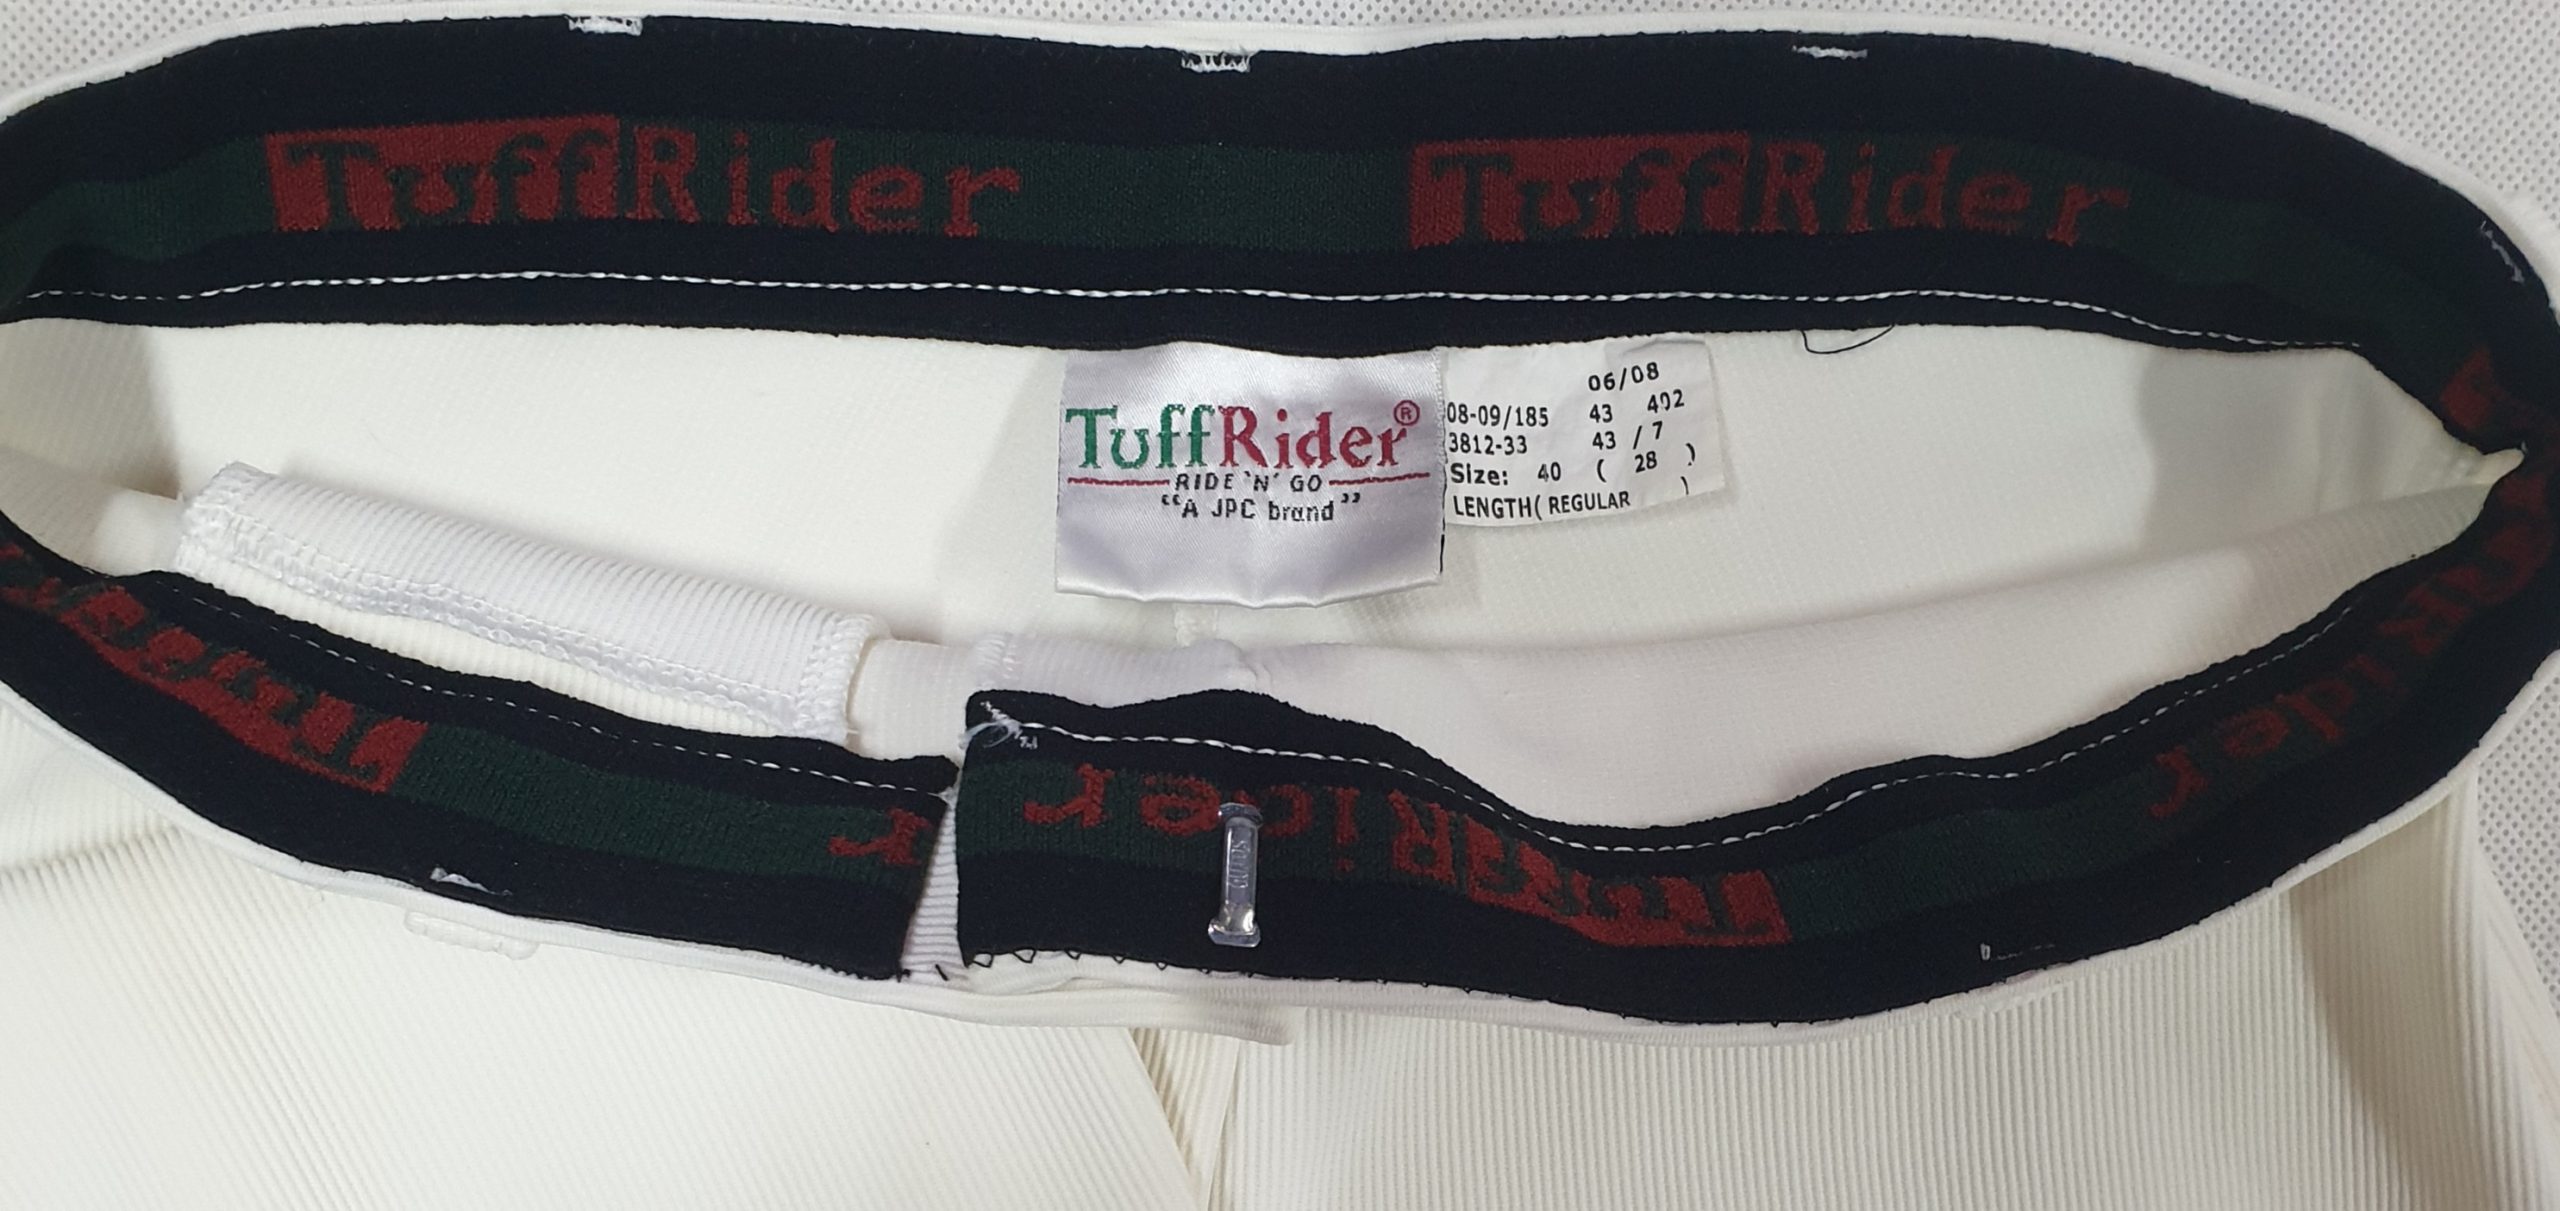 TuffRider TuffRider
TuffRider®
RIDE 'N' GO
"A JPC brand"
06/08
08-09/185 43 402
3812-33 43 / 7
Size: 40 ( 28 )
LENGTH( REGULAR )
TuffRider
TuffRider